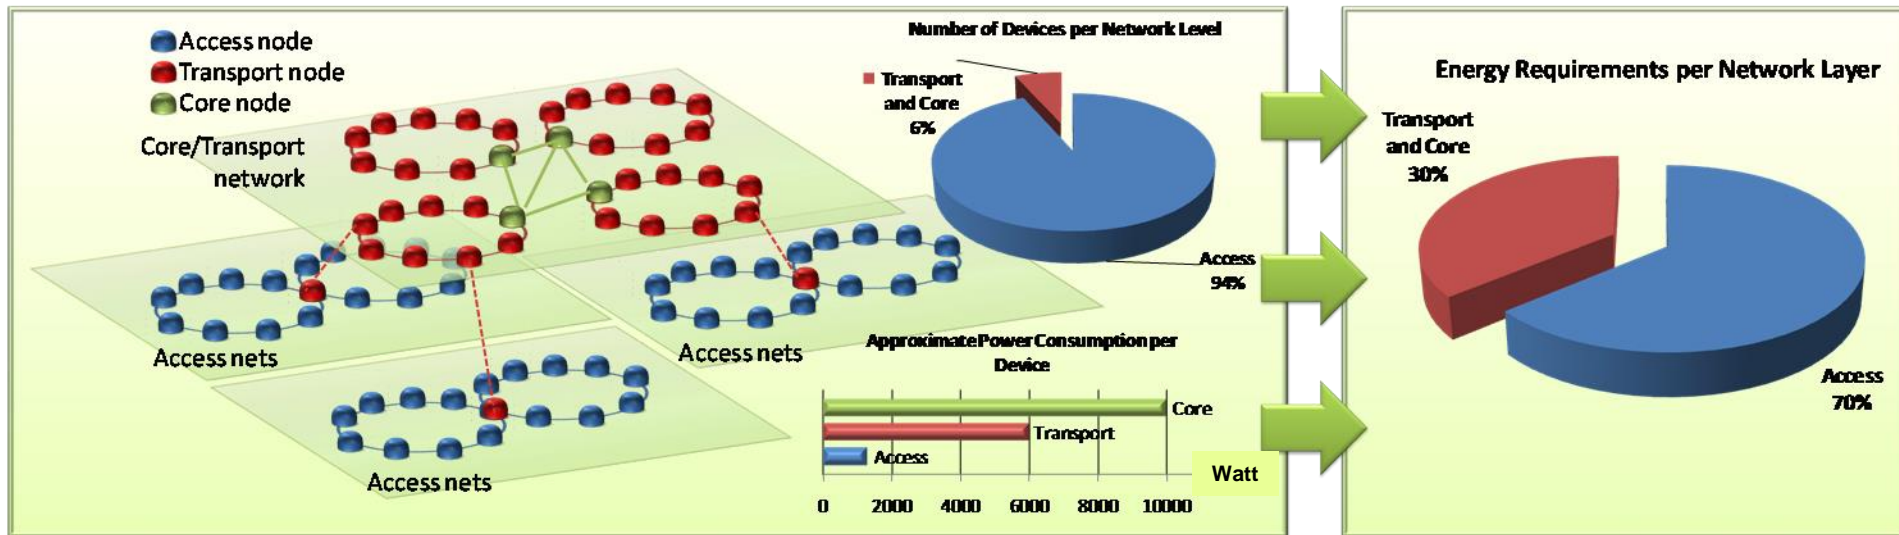 Access node
Transport node
Core node
Core/Transport
network
Access nets
Access nets
Access nets
Number of Devices per Network Level
Transport
and Core
6%
Access
94%
Approximate Power Consumption per
Device
Core
Transport
Access
Watt
0 2000 4000 6000 8000 10000
Energy Requirements per Network Layer
Transport
and Core
30%
Access
70%